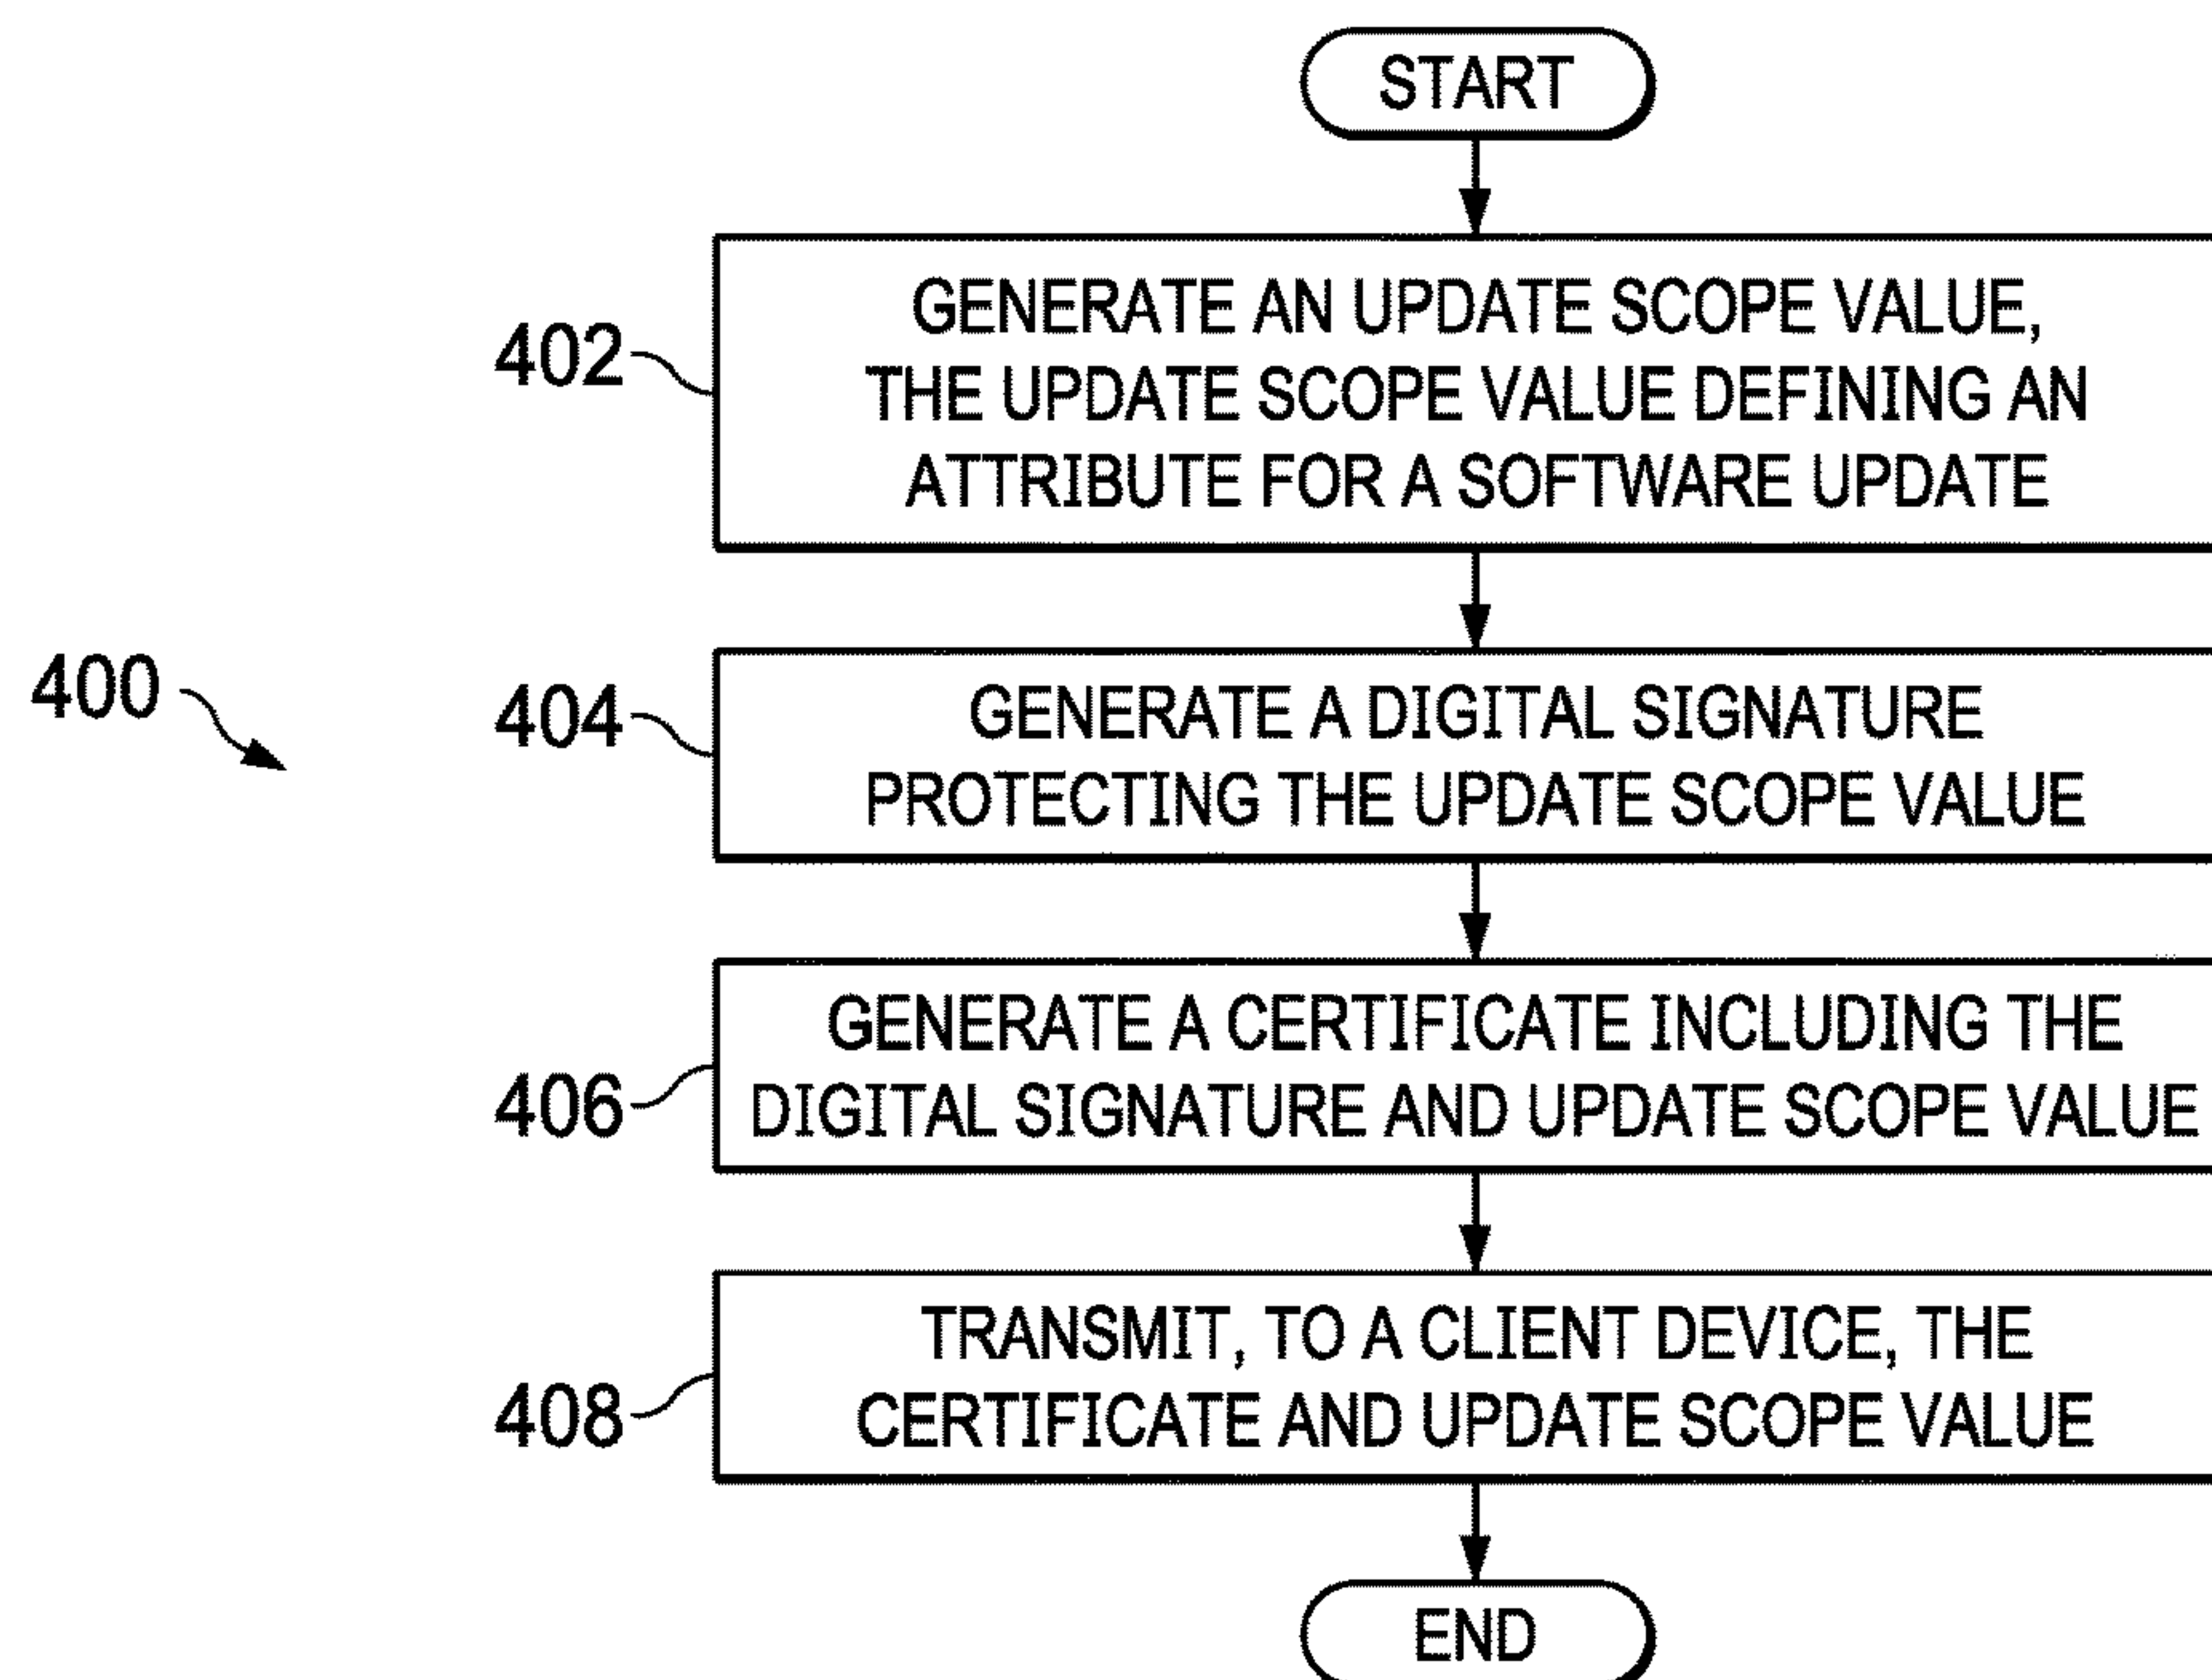 START
402
GENERATE AN UPDATE SCOPE VALUE,
THE UPDATE SCOPE VALUE DEFINING AN
ATTRIBUTE FOR A SOFTWARE UPDATE
400
404
GENERATE A DIGITAL SIGNATURE
PROTECTING THE UPDATE SCOPE VALUE
406
GENERATE A CERTIFICATE INCLUDING THE
DIGITAL SIGNATURE AND UPDATE SCOPE VALUE
408
TRANSMIT, TO A CLIENT DEVICE, THE
CERTIFICATE AND UPDATE SCOPE VALUE
END